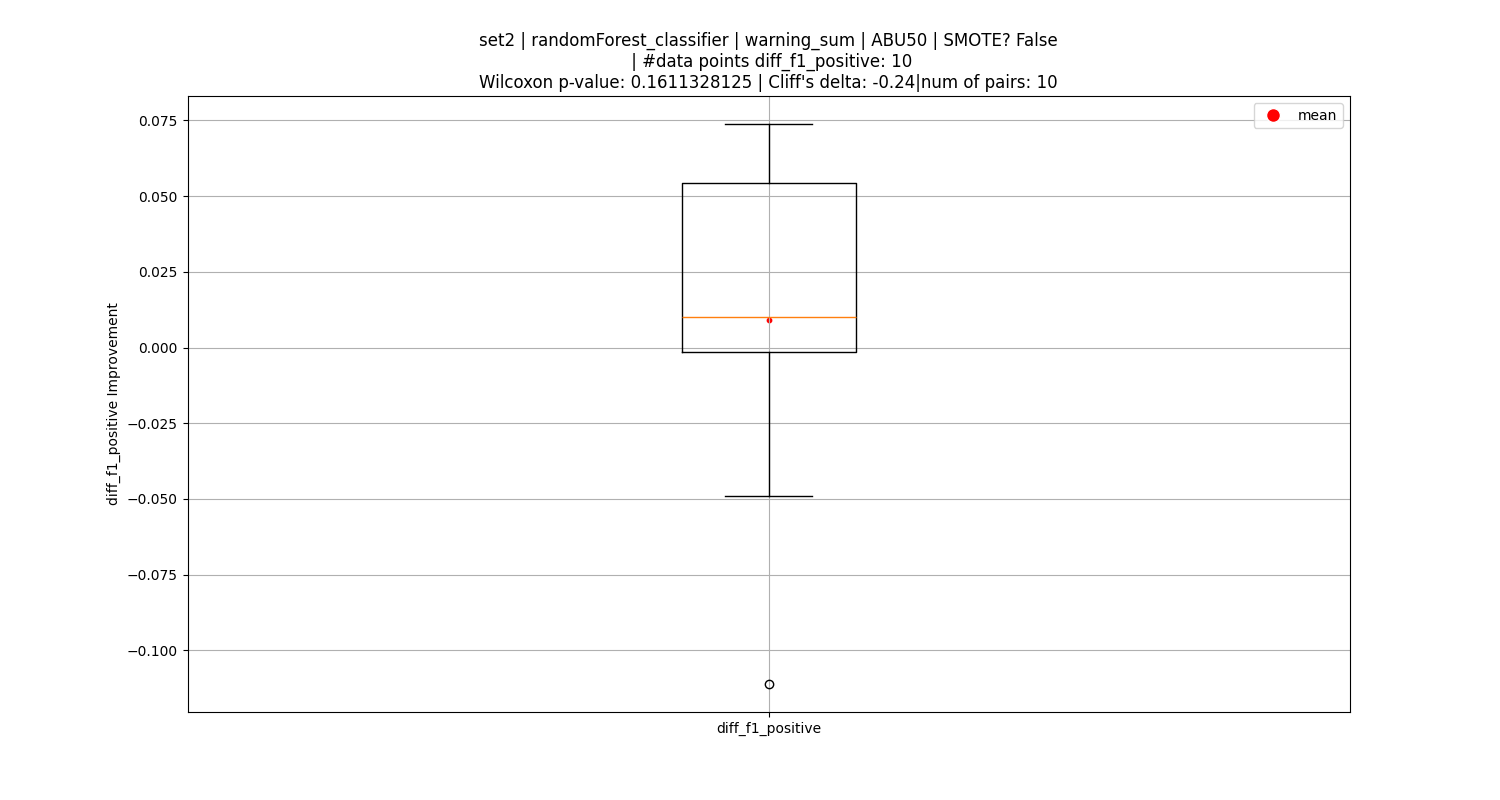 set2 | randomForest_classifier | warning_sum | ABU50 | SMOTE? False
| #data points diff_f1_positive: 10
Wilcoxon p-value: 0.1611328125 | Cliff's delta: -0.24|num of pairs: 10
mean
0.075
0.050
0.025
0.000
−0.025
−0.050
−0.075
−0.100
diff_f1_positive Improvement
diff_f1_positive